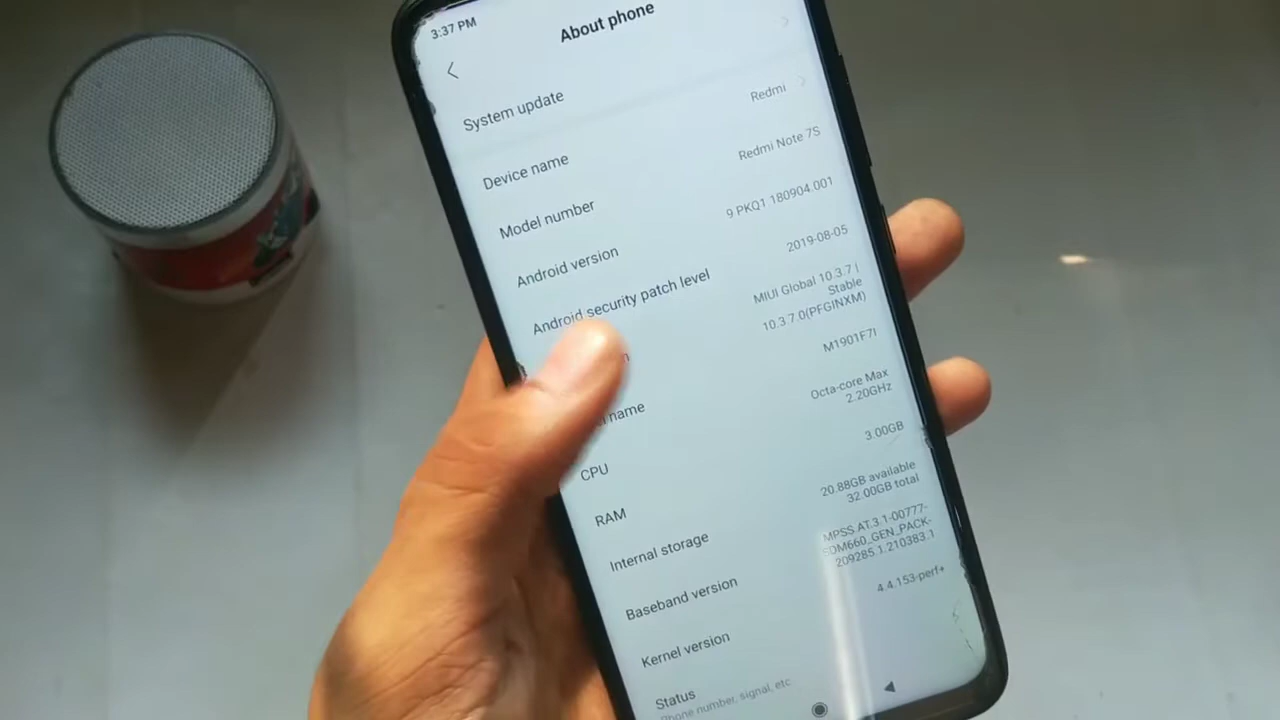 3:37 PM
About phone
System update
Device name Redmi
Model number Redmi Note 7S
Android version 9 PKQ1 180904.001
Android security patch level 2019-08-05
MIUI Global 10.3.7 |
Stable
10.3.7.0(PFGINXM)
name M1901F7I
CPU Octa-core Max
2.20GHz
RAM 3.00GB
Internal storage 20.88GB available
32.00GB total
Baseband version MPSS.AT.3.1-00777-
SDM660_GEN_PACK-
209285.1.210383.1
Kernel version 4.4.153-perf+
Status
Phone number, signal, etc